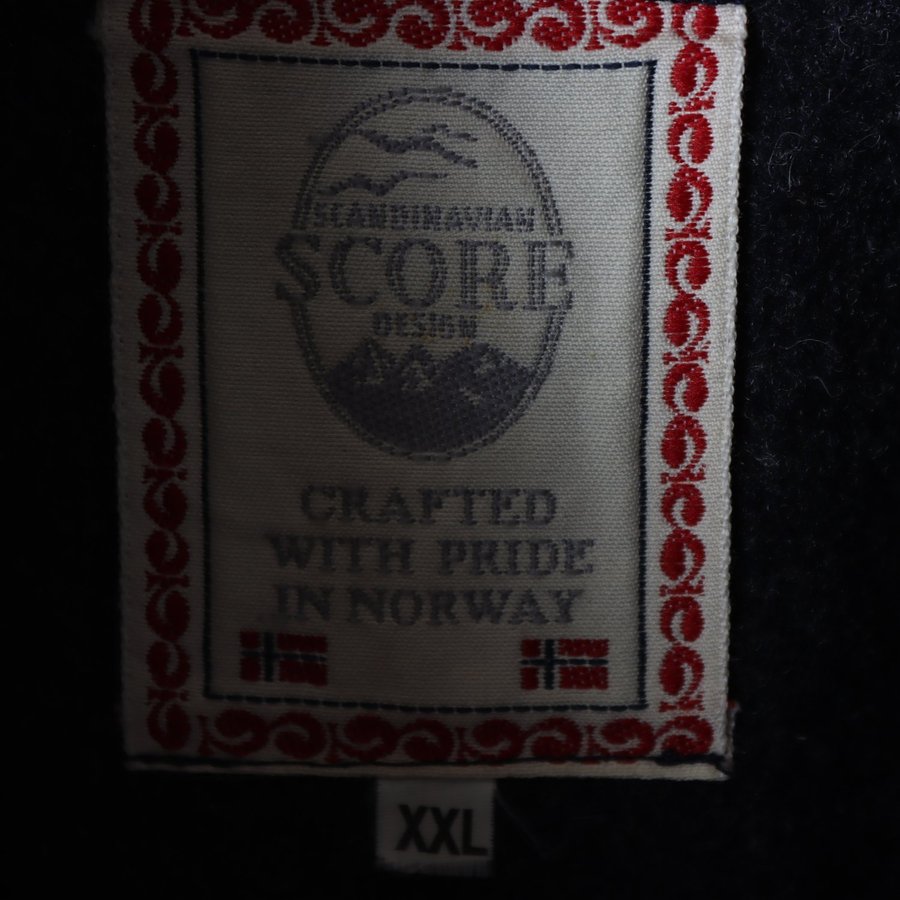 SCANDINAVIAN
SCORE
DESIGN
CRAFTED
WITH PRIDE
IN NORWAY
XXL